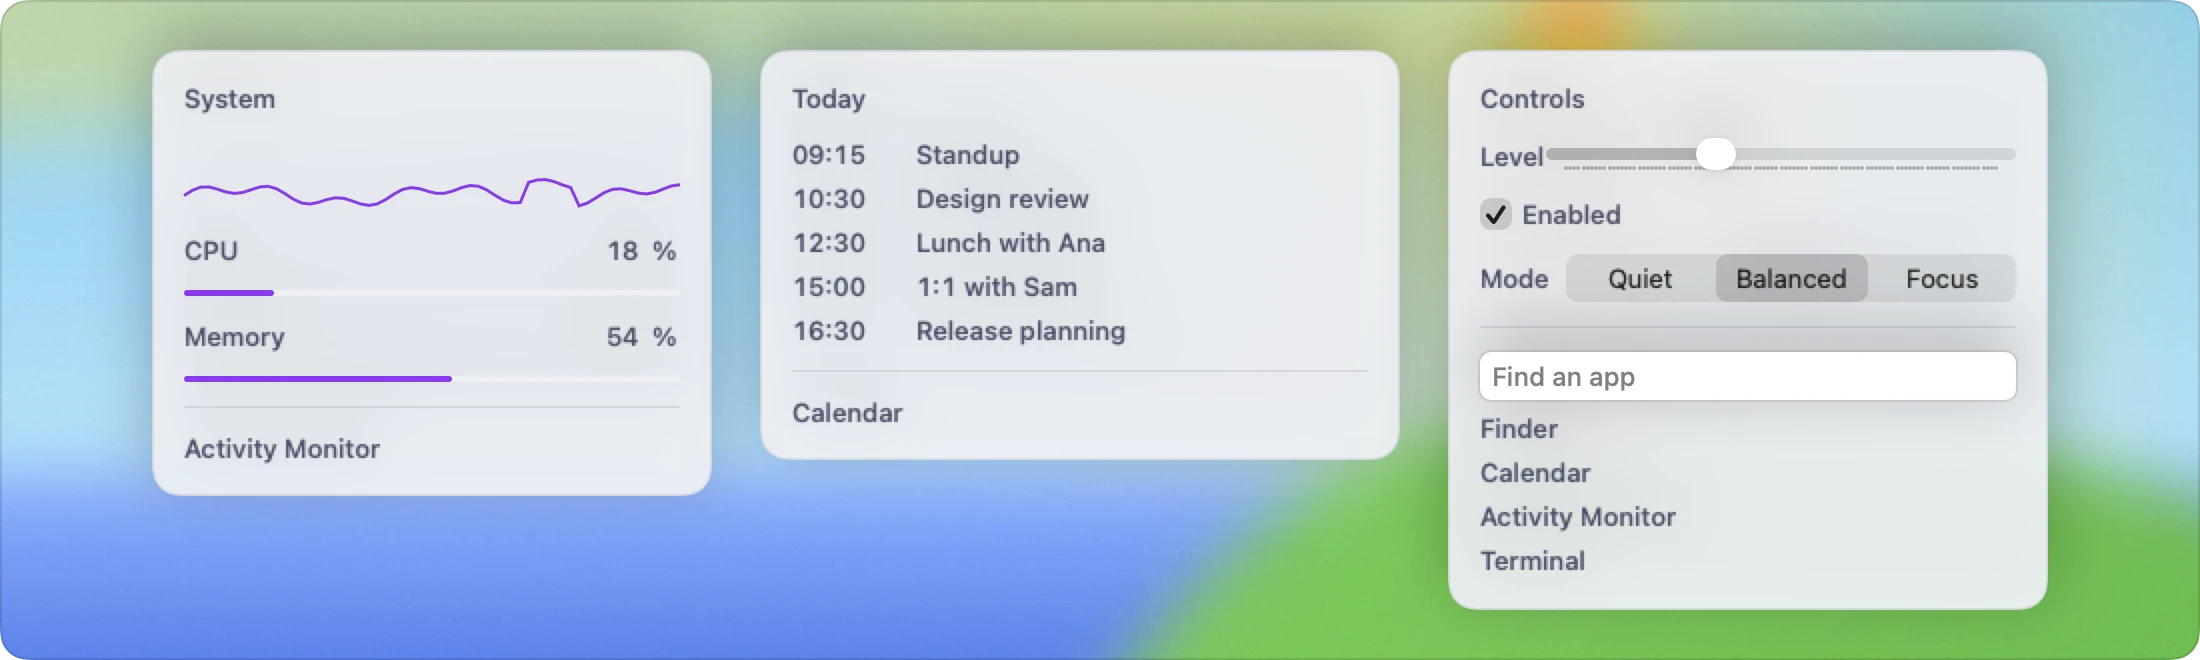 System
CPU 18 %
Memory 54 %
Activity Monitor
Today
09:15 Standup
10:30 Design review
12:30 Lunch with Ana
15:00 1:1 with Sam
16:30 Release planning
Calendar
Controls
Level
Enabled
Mode Quiet Balanced Focus
Find an app
Finder
Calendar
Activity Monitor
Terminal